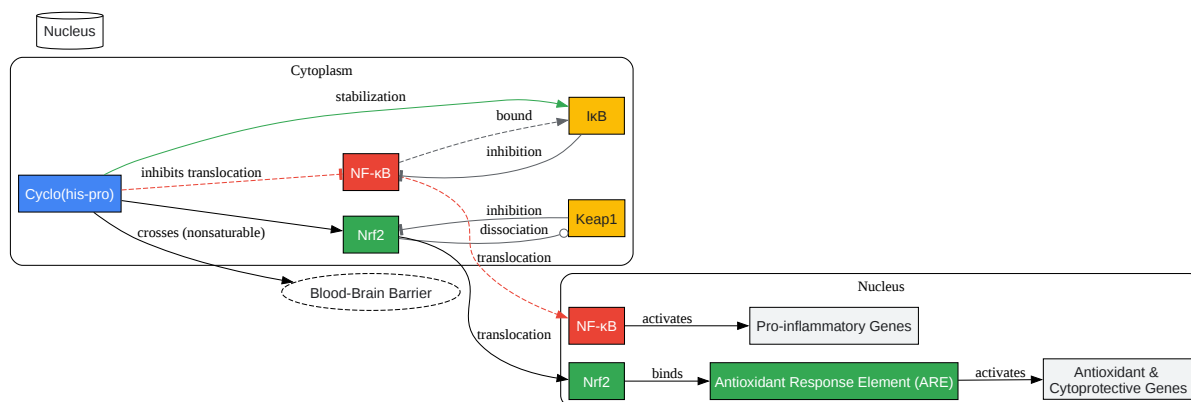 Nucleus
Cytoplasm
stabilization
IκB
bound
inhibition
inhibits translocation
NF-κB
Cyclo(his-pro)
inhibition
Keap1
Nrf2
dissociation
crosses (nonsaturable)
translocation
Blood-Brain Barrier
Nucleus
NF-κB
activates
Pro-inflammatory Genes
translocation
Nrf2
binds
Antioxidant Response Element (ARE)
activates
Antioxidant &
Cytoprotective Genes